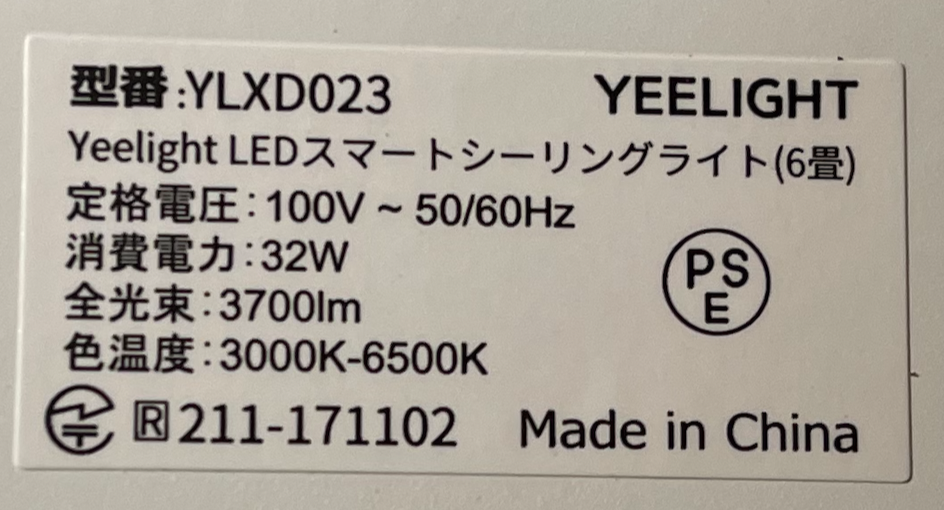 型番:YLXD023 YEELIGHT
Yeelight LEDスマートシーリングライト(6畳)
定格電圧:100V ~ 50/60Hz
消費電力:32W
PS
E
全光束:3700lm
色温度:3000K-6500K
R 211-171102 Made in China